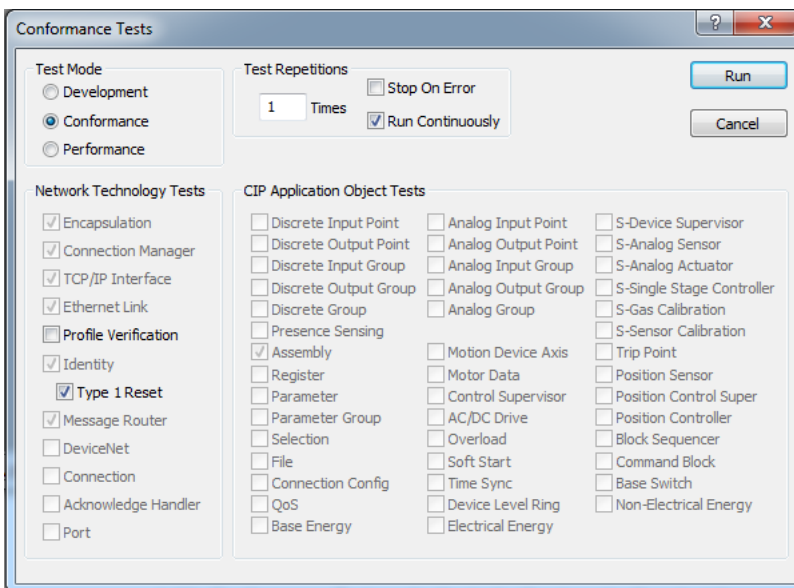 Conformance Tests
Test Mode
Development
Conformance
Performance
Test Repetitions
1 Times
Stop On Error
Run Continuously
Run
Cancel
Network Technology Tests
Encapsulation
Connection Manager
TCP/IP Interface
Ethernet Link
Profile Verification
Identity
Type 1 Reset
Message Router
DeviceNet
Connection
Acknowledge Handler
Port
CIP Application Object Tests
Discrete Input Point
Discrete Output Point
Discrete Input Group
Discrete Output Group
Discrete Group
Presence Sensing
Assembly
Register
Parameter
Parameter Group
Selection
File
Connection Config
QoS
Base Energy
Analog Input Point
Analog Output Point
Analog Input Group
Analog Output Group
Analog Group
Motion Device Axis
Motor Data
Control Supervisor
AC/DC Drive
Overload
Soft Start
Time Sync
Device Level Ring
Electrical Energy
S-Device Supervisor
S-Analog Sensor
S-Analog Actuator
S-Single Stage Controller
S-Gas Calibration
S-Sensor Calibration
Trip Point
Position Sensor
Position Control Super
Position Controller
Block Sequencer
Command Block
Base Switch
Non-Electrical Energy